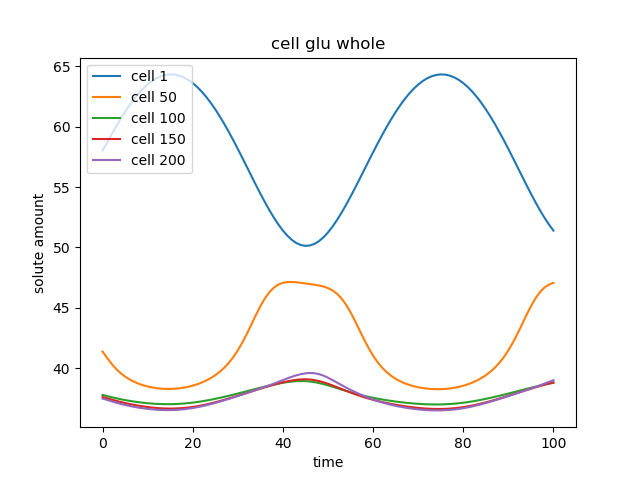 cell glu whole
65
60
55
50
45
40
solute amount
cell 1
cell 50
cell 100
cell 150
cell 200
0 20 40 60 80 100
time